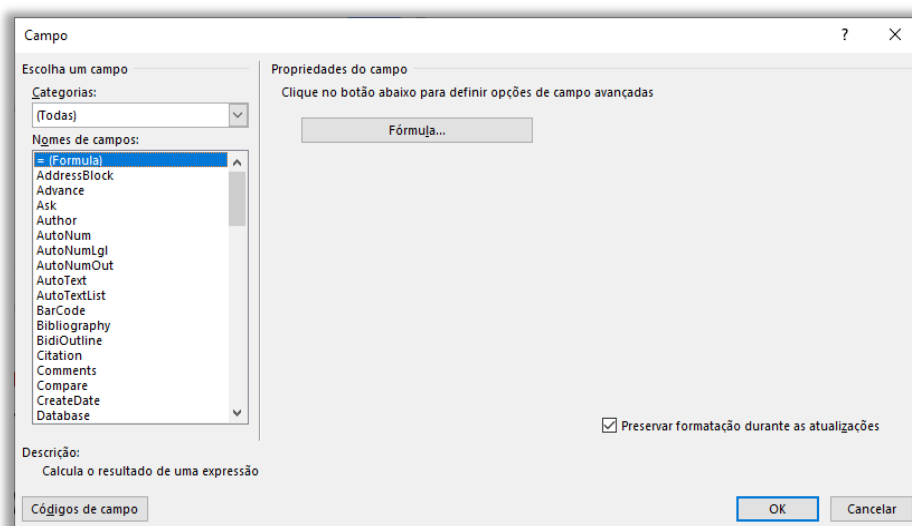 Campo
?
Escolha um campo
Categorias:
(Todas)
Nomes de campos:
= (Formula)
AddressBlock
Advance
Ask
Author
AutoNum
AutoNumLgl
AutoNumOut
AutoText
AutoTextList
BarCode
Bibliography
BidiOutline
Citation
Comments
Compare
CreateDate
Database
Propriedades do campo
Clique no botão abaixo para definir opções de campo avançadas
Fórmula...
Preservar formatação durante as atualizações
Descrição:
Calcula o resultado de uma expressão
Códigos de campo
OK
Cancelar